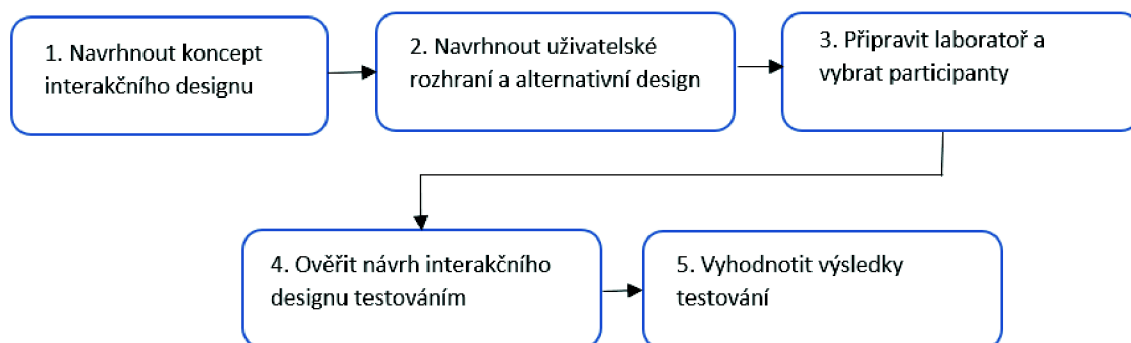 1. Navrhnout koncept
interakčního designu
2. Navrhnout uživatelské
rozhraní a alternativní design
3. Připravit laboratoř a
vybrat participanty
4. Ověřit návrh interakčního
designu testováním
5. Vyhodnotit výsledky
testování